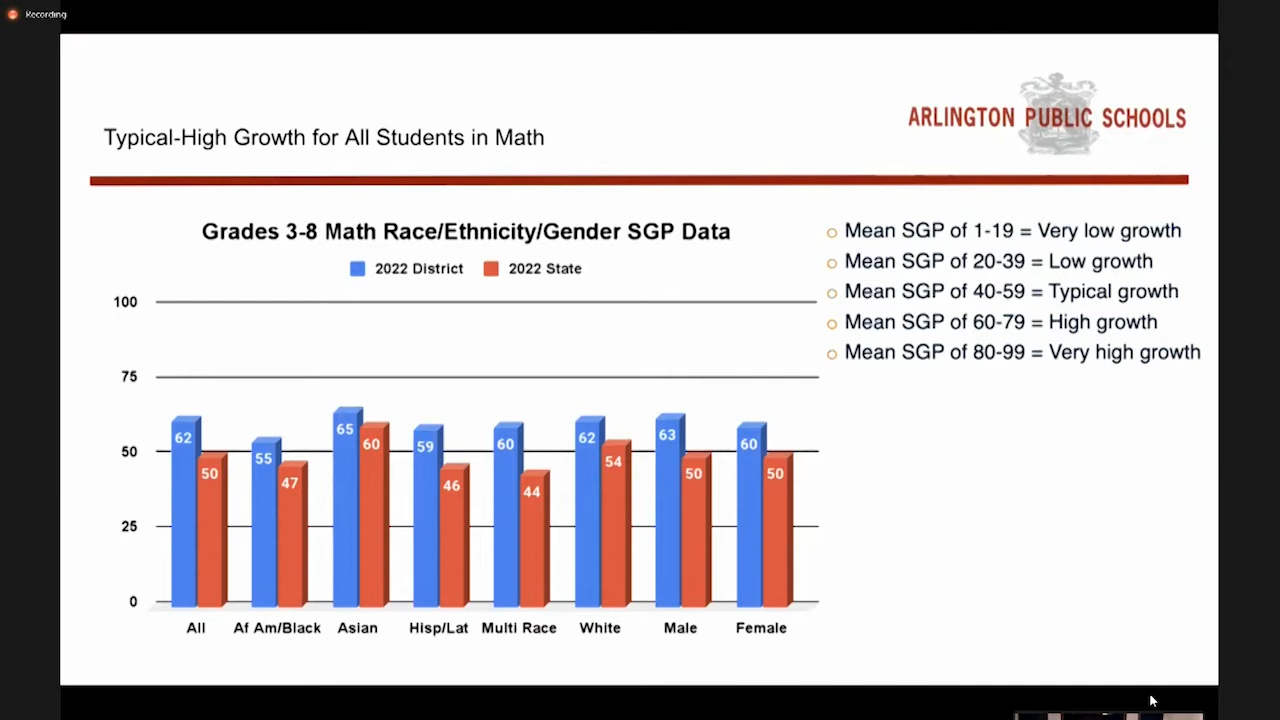 Recording
ARLINGTON PUBLIC SCHOOLS
Typical-High Growth for All Students in Math
Grades 3-8 Math Race/Ethnicity/Gender SGP Data
2022 District 2022 State
100
75
50
25
0
62 50 55 47 65 60 59 46 60 44 62 54 63 50 60 50
All Af Am/Black Asian Hisp/Lat Multi Race White Male Female
Mean SGP of 1-19 = Very low growth
Mean SGP of 20-39 = Low growth
Mean SGP of 40-59 = Typical growth
Mean SGP of 60-79 = High growth
Mean SGP of 80-99 = Very high growth